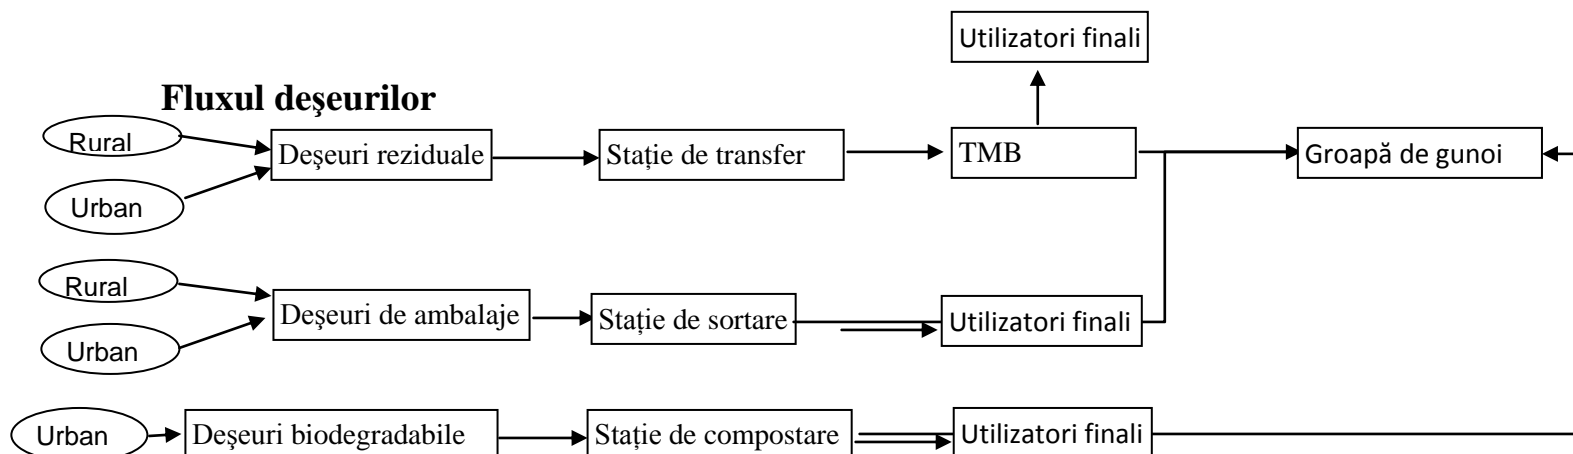 Utilizatori finali
Fluxul deşeurilor
Rural
Deşeuri reziduale
Stație de transfer
TMB
Groapă de gunoi
Urban
Rural
Deşeuri de ambalaje
Stație de sortare
Utilizatori finali
Urban
Urban
Deşeuri biodegradabile
Stație de compostare
Utilizatori finali